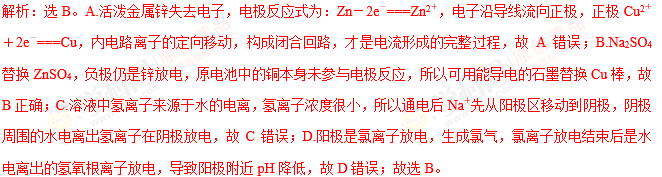 解析：选 B。A.活泼金属锌失去电子，电极反应式为：Zn－2e⁻===Zn²⁺，电子沿导线流向正极，正极 Cu²⁺
＋2e⁻===Cu，内电路离子的定向移动，构成闭合回路，才是电流形成的完整过程，故 A 错误；B.Na₂SO₄
替换 ZnSO₄，负极仍是锌放电，原电池中的铜本身未参与电极反应，所以可用能导电的石墨替换 Cu 棒，故
B 正确；C.溶液中氢离子来源于水的电离，氢离子浓度很小，所以通电后 Na⁺先从阳极区移动到阴极，阴极
周围的水电离出氢离子在阴极放电，故 C 错误；D.阳极是氯离子放电，生成氯气，氯离子放电结束后是水
电离出的氢氧根离子放电，导致阳极附近 pH 降低，故 D 错误；故选 B。